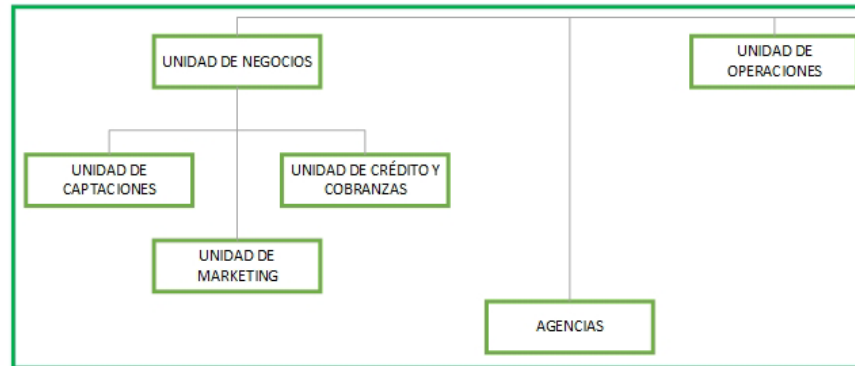 UNIDAD DE NEGOCIOS
UNIDAD DE
OPERACIONES
UNIDAD DE
CAPTACIONES
UNIDAD DE CRÉDITO Y
COBRANZAS
UNIDAD DE
MARKETING
AGENCIAS